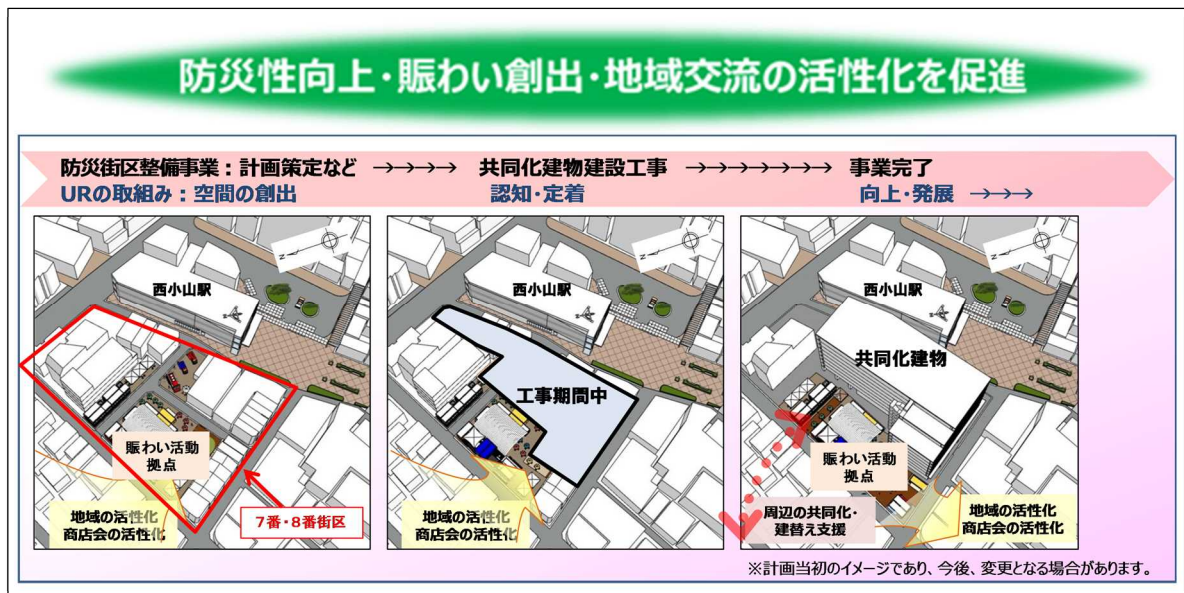 防災性向上・賑わい創出・地域交流の活性化を促進
防災街区整備事業：計画策定など →→→→ 共同化建物建設工事 →→→→→→→ 事業完了
URの取組み：空間の創出 認知・定着 向上・発展 →→→
西小山駅
賑わい活動
拠点
地域の活性化
商店会の活性化
7番・8番街区
N
西小山駅
工事期間中
地域の活性化
商店会の活性化
N
西小山駅
共同化建物
賑わい活動
拠点
周辺の共同化・
建替え支援
地域の活性化
商店会の活性化
N
※計画当初のイメージであり、今後、変更となる場合があります。